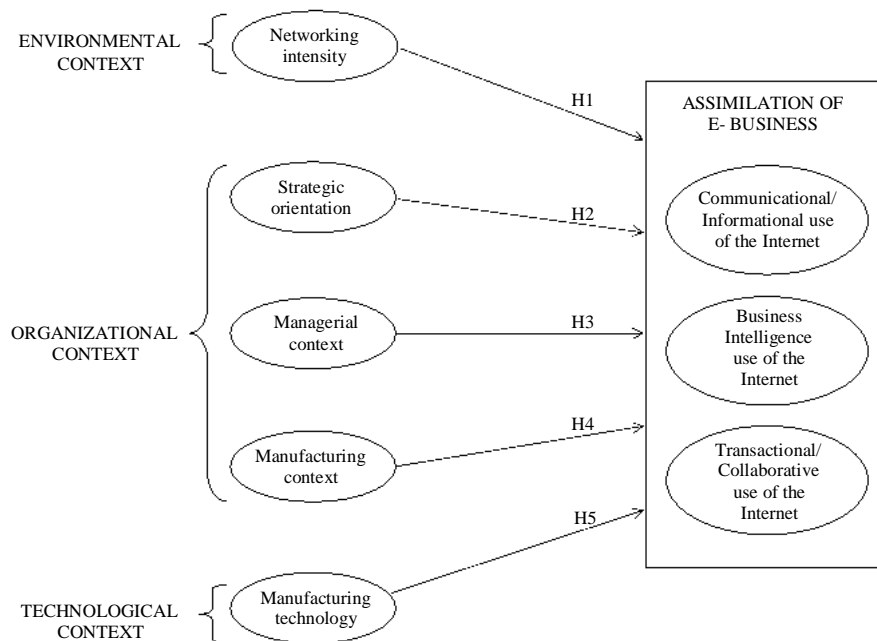 ENVIRONMENTAL
CONTEXT
Networking
intensity
H1
ASSIMILATION OF
E- BUSINESS
Strategic
orientation
H2
Communicational/
Informational use
of the Internet
ORGANIZATIONAL
CONTEXT
Managerial
context
H3
Business
Intelligence
use of the
Internet
Manufacturing
context
H4
Transactional/
Collaborative
use of the
Internet
H5
TECHNOLOGICAL
CONTEXT
Manufacturing
technology